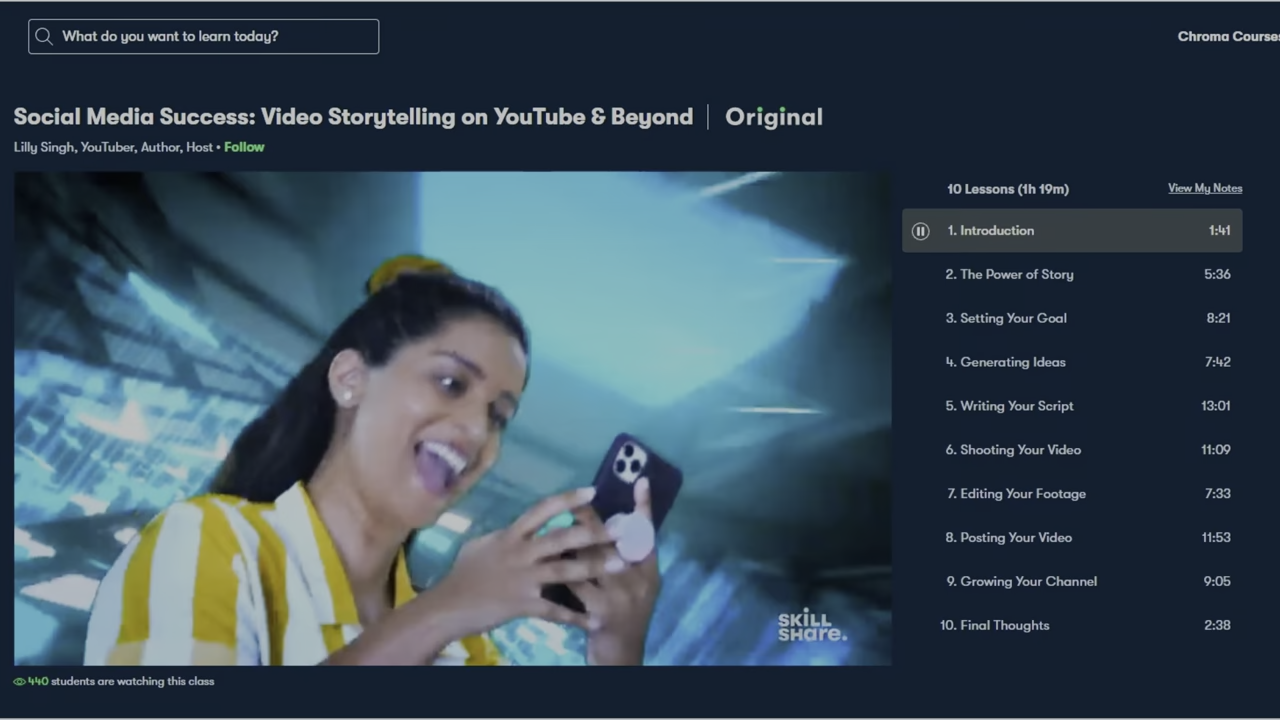 What do you want to learn today?
Chroma Courses
Social Media Success: Video Storytelling on YouTube & Beyond | Original
Lilly Singh, YouTuber, Author, Host • Follow
10 Lessons (1h 19m) View My Notes
1. Introduction 1:41
2. The Power of Story 5:36
3. Setting Your Goal 8:21
4. Generating Ideas 7:42
5. Writing Your Script 13:01
6. Shooting Your Video 11:09
7. Editing Your Footage 7:33
8. Posting Your Video 11:53
9. Growing Your Channel 9:05
10. Final Thoughts 2:38
SKiLL
SHare.
440 students are watching this class